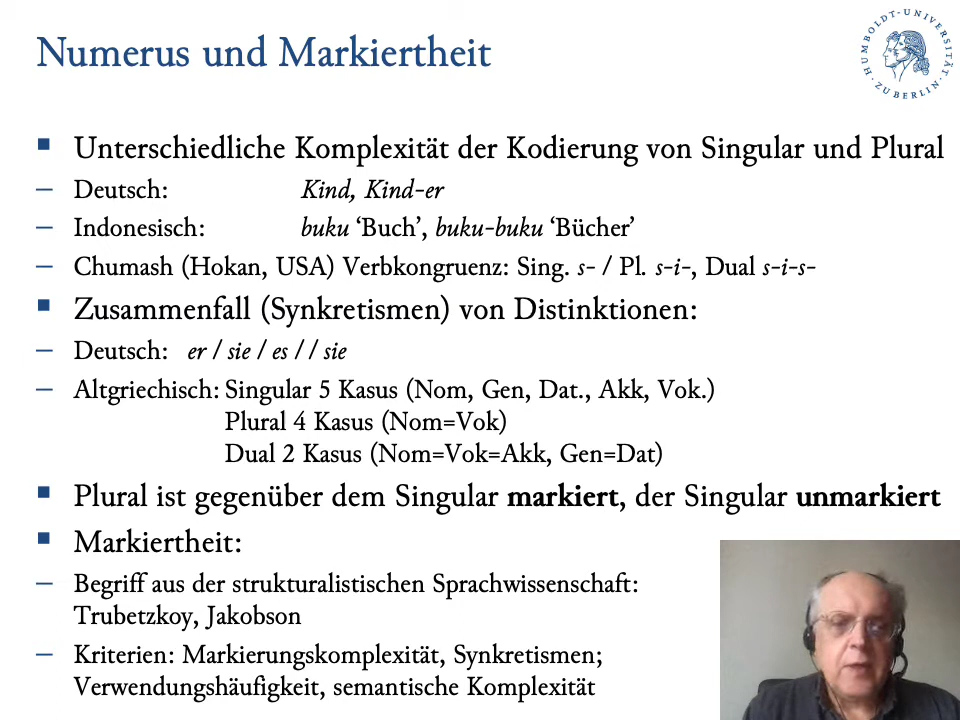 Numerus und Markiertheit
HUMBOLDT-UNIVERSITÄT
ZU BERLIN
Unterschiedliche Komplexität der Kodierung von Singular und Plural
– Deutsch: Kind, Kind-er
– Indonesisch: buku ‘Buch’, buku-buku ‘Bücher’
– Chumash (Hokan, USA) Verbkongruenz: Sing. s- / Pl. s-i-, Dual s-i-s-
Zusammenfall (Synkretismen) von Distinktionen:
– Deutsch: er / sie / es / / sie
– Altgriechisch: Singular 5 Kasus (Nom, Gen, Dat., Akk, Vok.)
Plural 4 Kasus (Nom=Vok)
Dual 2 Kasus (Nom=Vok=Akk, Gen=Dat)
Plural ist gegenüber dem Singular markiert, der Singular unmarkiert
Markiertheit:
– Begriff aus der strukturalistischen Sprachwissenschaft:
Trubetzkoy, Jakobson
– Kriterien: Markierungskomplexität, Synkretismen;
Verwendungshäufigkeit, semantische Komplexität